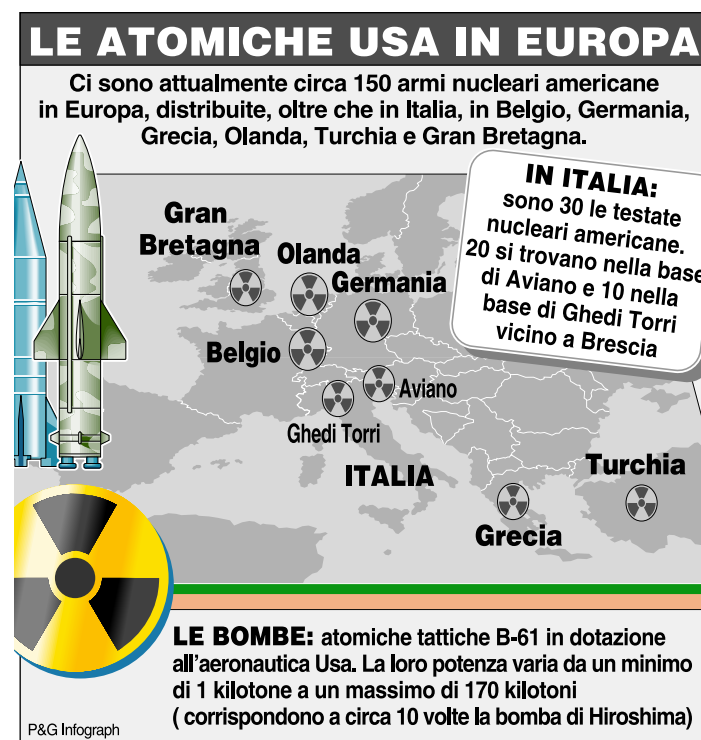 LE ATOMICHE USA IN EUROPA
Ci sono attualmente circa 150 armi nucleari americane
in Europa, distribuite, oltre che in Italia, in Belgio, Germania,
Grecia, Olanda, Turchia e Gran Bretagna.
IN ITALIA:
sono 30 le testate
nucleari americane.
20 si trovano nella base
di Aviano e 10 nella
base di Ghedi Torri
vicino a Brescia
Gran
Bretagna
Olanda
Germania
Belgio
Aviano
Ghedi Torri
ITALIA
Turchia
Grecia
LE BOMBE: atomiche tattiche B-61 in dotazione
all'aeronautica Usa. La loro potenza varia da un minimo
di 1 kilotone a un massimo di 170 kilotoni
( corrispondono a circa 10 volte la bomba di Hiroshima)
P&G Infograph